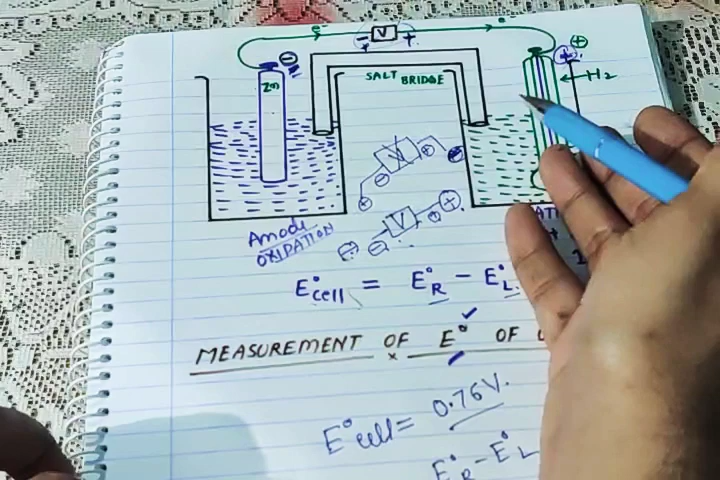 e⁻ e⁻
- V +
⊖ + ⊕
Zn
SALT BRIDGE
H₂
V ⊕
⊕ ⊖
V ⊕ ⊕
⊖ ⊖
Anode
OXIDATION
E°cell = E°R - E°L
MEASUREMENT OF E° OF
E°cell = 0.76V.
E°R - E°L